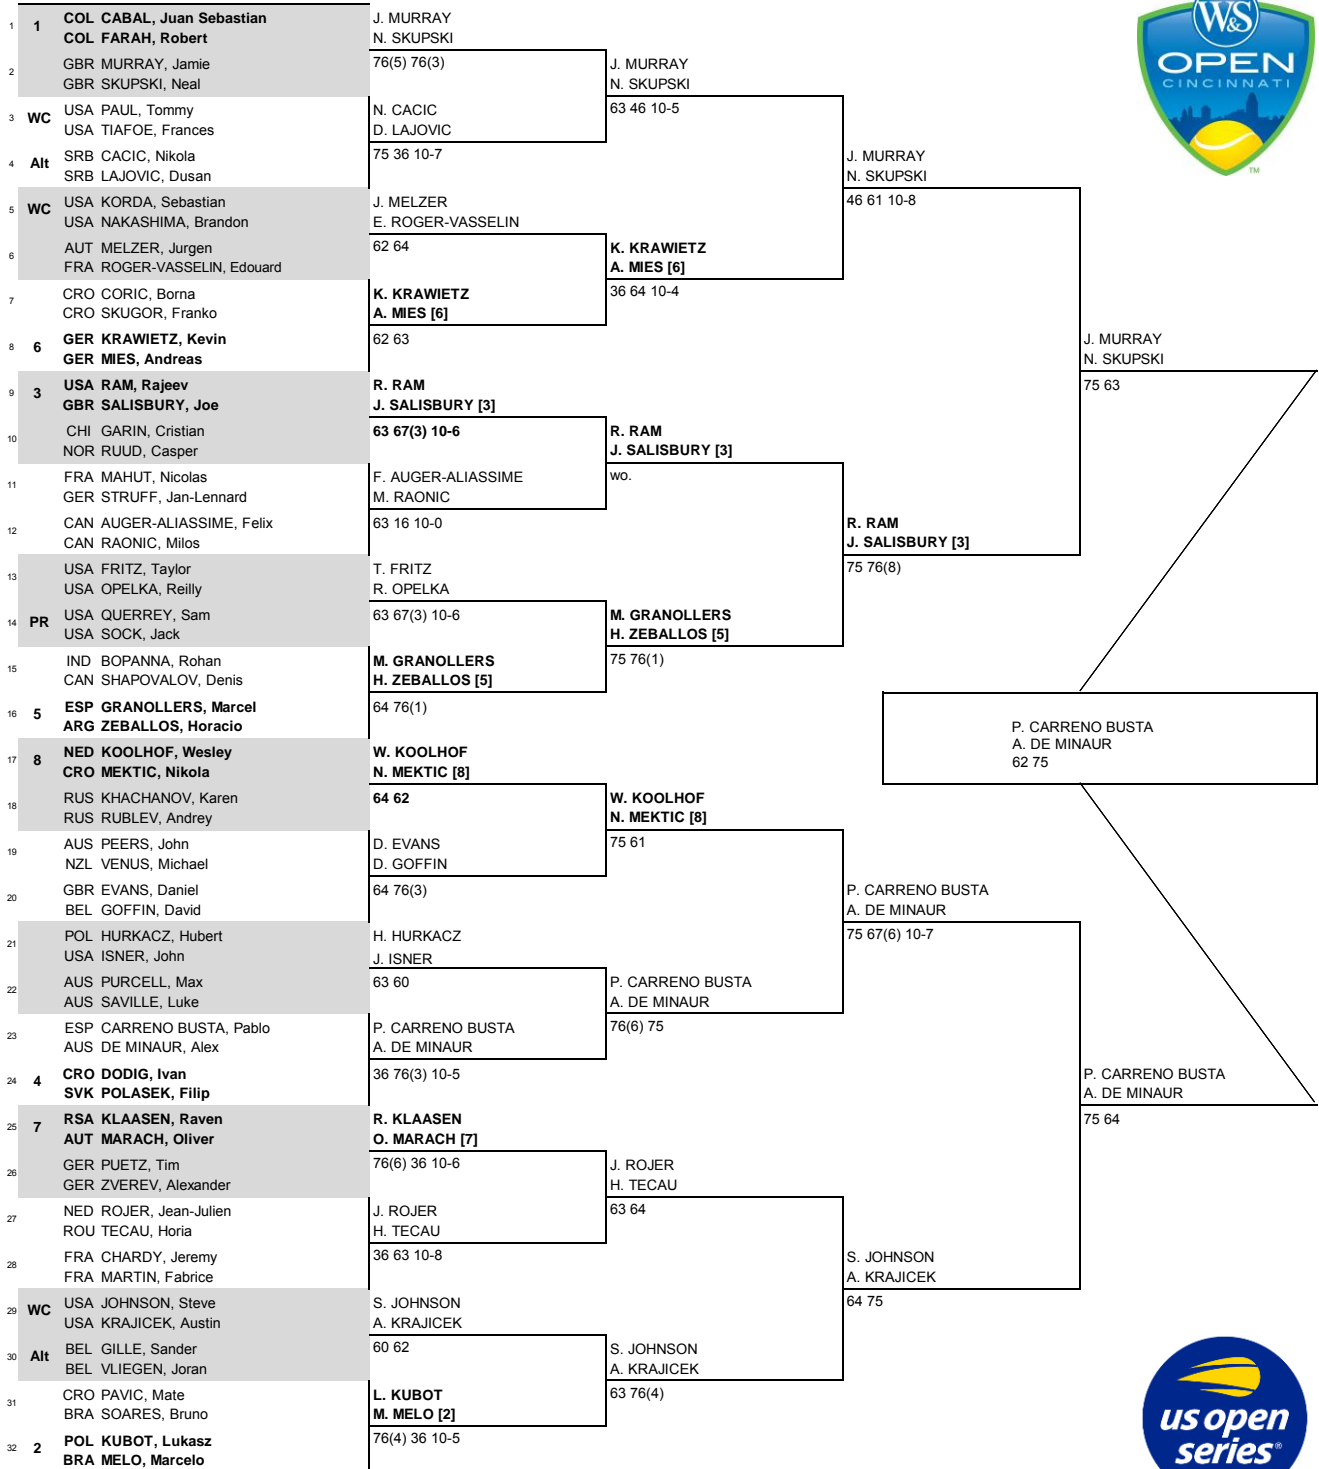 1 1 COL CABAL, Juan Sebastian
COL FARAH, Robert
2 GBR MURRAY, Jamie
GBR SKUPSKI, Neal
3 WC USA PAUL, Tommy
USA TIAFOE, Frances
4 Alt SRB CACIC, Nikola
SRB LAJOVIC, Dusan
5 WC USA KORDA, Sebastian
USA NAKASHIMA, Brandon
6 AUT MELZER, Jurgen
FRA ROGER-VASSELIN, Edouard
7 CRO CORIC, Borna
CRO SKUGOR, Franko
8 6 GER KRAWIETZ, Kevin
GER MIES, Andreas
9 3 USA RAM, Rajeev
GBR SALISBURY, Joe
10 CHI GARIN, Cristian
NOR RUUD, Casper
11 FRA MAHUT, Nicolas
GER STRUFF, Jan-Lennard
12 CAN AUGER-ALIASSIME, Felix
CAN RAONIC, Milos
13 USA FRITZ, Taylor
USA OPELKA, Reilly
14 PR USA QUERREY, Sam
USA SOCK, Jack
15 IND BOPANNA, Rohan
CAN SHAPOVALOV, Denis
16 5 ESP GRANOLLERS, Marcel
ARG ZEBALLOS, Horacio
17 8 NED KOOLHOF, Wesley
CRO MEKTIC, Nikola
18 RUS KHACHANOV, Karen
RUS RUBLEV, Andrey
19 AUS PEERS, John
NZL VENUS, Michael
20 GBR EVANS, Daniel
BEL GOFFIN, David
21 POL HURKACZ, Hubert
USA ISNER, John
22 AUS PURCELL, Max
AUS SAVILLE, Luke
23 ESP CARRENO BUSTA, Pablo
AUS DE MINAUR, Alex
24 4 CRO DODIG, Ivan
SVK POLASEK, Filip
25 7 RSA KLAASEN, Raven
AUT MARACH, Oliver
26 GER PUETZ, Tim
GER ZVEREV, Alexander
27 NED ROJER, Jean-Julien
ROU TECAU, Horia
28 FRA CHARDY, Jeremy
FRA MARTIN, Fabrice
29 WC USA JOHNSON, Steve
USA KRAJICEK, Austin
30 Alt BEL GILLE, Sander
BEL VLIEGEN, Joran
31 CRO PAVIC, Mate
BRA SOARES, Bruno
32 2 POL KUBOT, Lukasz
BRA MELO, Marcelo
J. MURRAY
N. SKUPSKI
76(5) 76(3)
N. CACIC
D. LAJOVIC
75 36 10-7
J. MELZER
E. ROGER-VASSELIN
62 64
K. KRAWIETZ
A. MIES [6]
62 63
R. RAM
J. SALISBURY [3]
63 67(3) 10-6
F. AUGER-ALIASSIME
M. RAONIC
63 16 10-0
T. FRITZ
R. OPELKA
63 67(3) 10-6
M. GRANOLLERS
H. ZEBALLOS [5]
64 76(1)
W. KOOLHOF
N. MEKTIC [8]
64 62
D. EVANS
D. GOFFIN
64 76(3)
H. HURKACZ
J. ISNER
63 60
P. CARRENO BUSTA
A. DE MINAUR
36 76(3) 10-5
R. KLAASEN
O. MARACH [7]
76(6) 36 10-6
J. ROJER
H. TECAU
36 63 10-8
S. JOHNSON
A. KRAJICEK
60 62
L. KUBOT
M. MELO [2]
76(4) 36 10-5
J. MURRAY
N. SKUPSKI
63 46 10-5
K. KRAWIETZ
A. MIES [6]
36 64 10-4
R. RAM
J. SALISBURY [3]
wo.
M. GRANOLLERS
H. ZEBALLOS [5]
75 76(1)
W. KOOLHOF
N. MEKTIC [8]
75 61
P. CARRENO BUSTA
A. DE MINAUR
76(6) 75
J. ROJER
H. TECAU
63 64
S. JOHNSON
A. KRAJICEK
63 76(4)
J. MURRAY
N. SKUPSKI
46 61 10-8
R. RAM
J. SALISBURY [3]
75 76(8)
P. CARRENO BUSTA
A. DE MINAUR
75 67(6) 10-7
S. JOHNSON
A. KRAJICEK
64 75
J. MURRAY
N. SKUPSKI
75 63
P. CARRENO BUSTA
A. DE MINAUR
75 64
P. CARRENO BUSTA
A. DE MINAUR
62 75
W&S
OPEN
CINCINNATI
TM
us open
series®